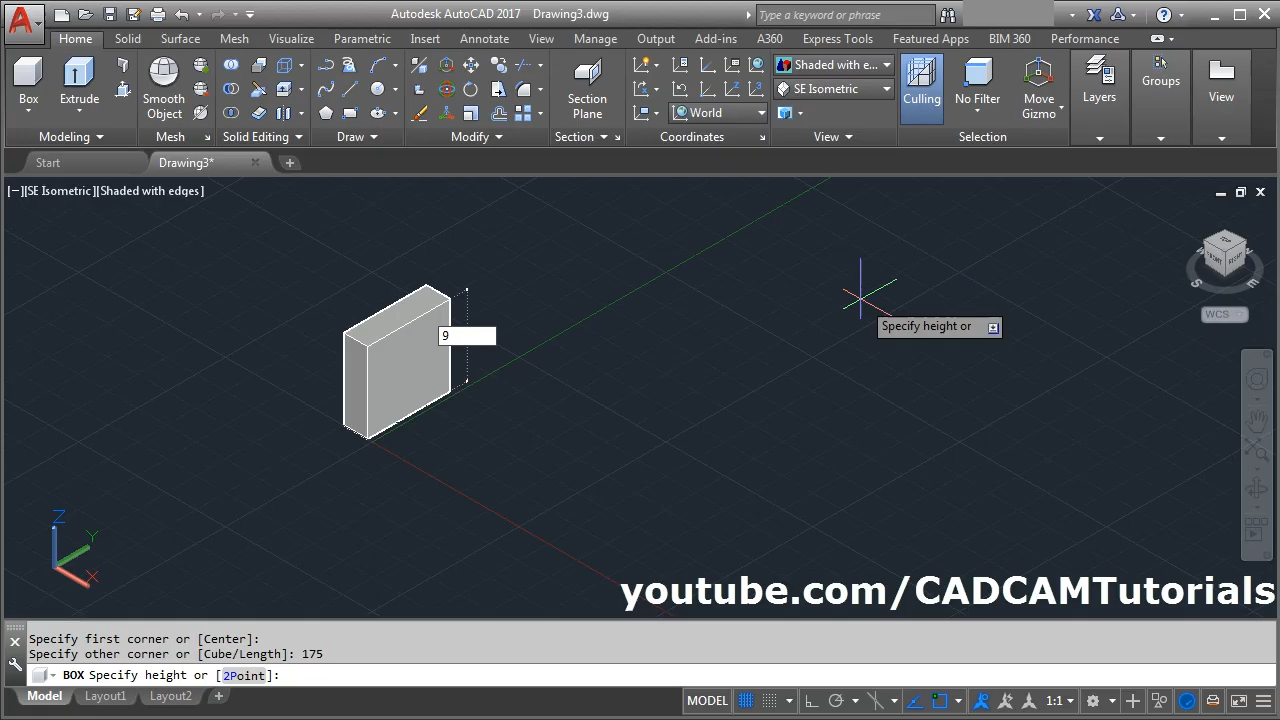 Autodesk AutoCAD 2017 Drawing3.dwg
Type a keyword or phrase
Home Solid Surface Mesh Visualize Parametric Insert Annotate View Manage Output Add-ins A360 Express Tools Featured Apps BIM 360 Performance
Box
Extrude
Smooth
Object
Section
Plane
World
Shaded with e...
SE Isometric
Culling
No Filter
Move
Gizmo
Layers
Groups
View
Modeling Mesh Solid Editing Draw Modify Section Coordinates View Selection
Start
Drawing3*
[−][SE Isometric][Shaded with edges]
TOP
FRONT
RIGHT
S
E
WCS
9
Specify height or
Z
Y
X
youtube.com/CADCAMTutorials
Specify first corner or [Center]:
Specify other corner or [Cube/Length]: 175
BOX Specify height or [2Point]:
Model Layout1 Layout2
MODEL
1:1